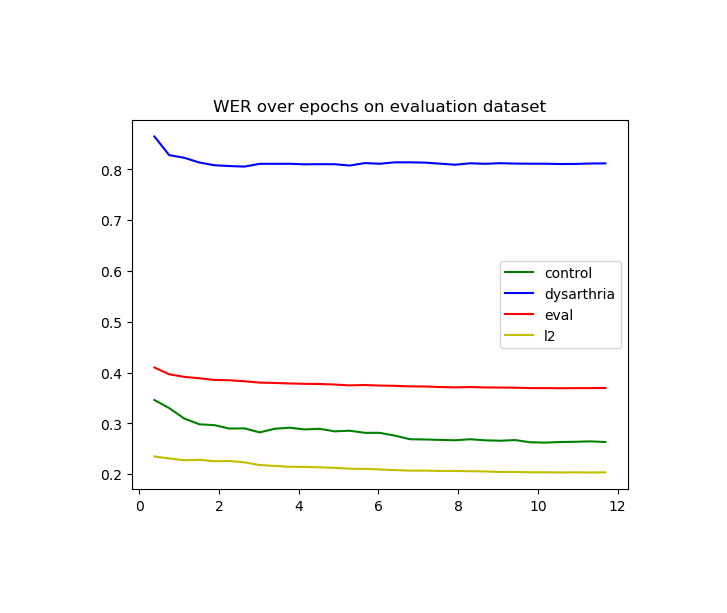 WER over epochs on evaluation dataset
0.8
0.7
0.6
0.5
0.4
0.3
0.2
control
dysarthria
eval
l2
0 2 4 6 8 10 12